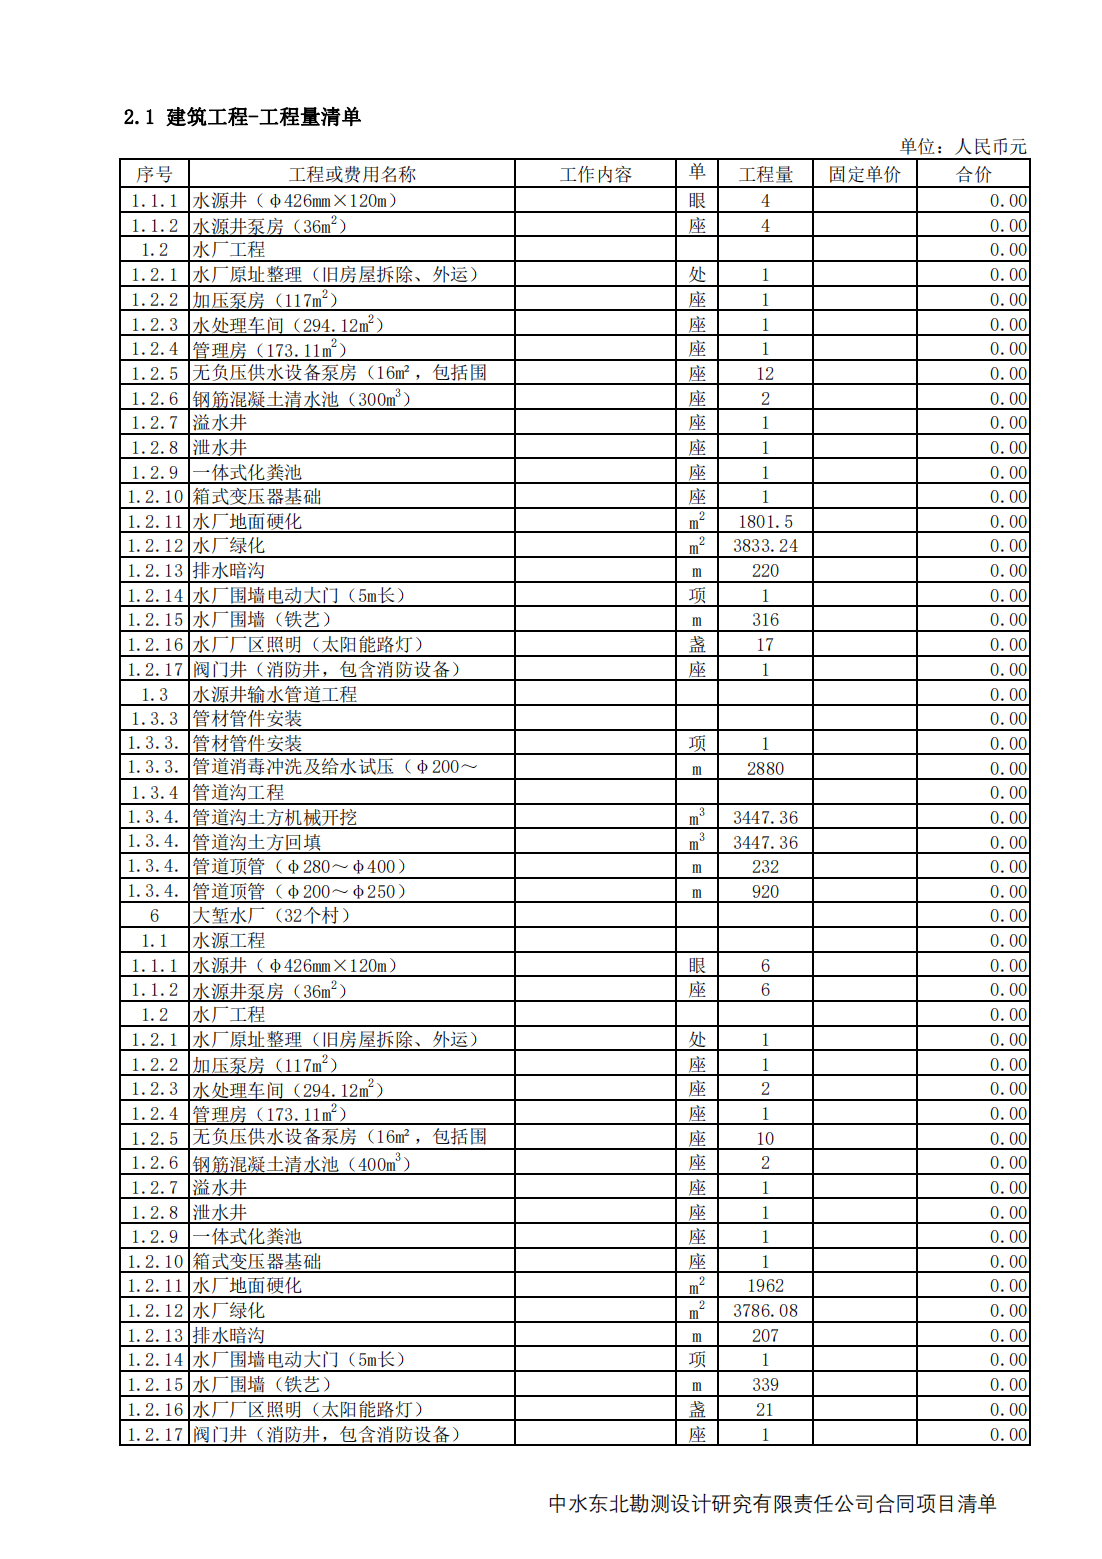 2.1 建筑工程-工程量清单
单位：人民币元
序号 工程或费用名称 工作内容 单 工程量 固定单价 合价
1.1.1 水源井（φ426mm×120m） 眼 4 0.00
1.1.2 水源井泵房（36m²） 座 4 0.00
1.2 水厂工程 0.00
1.2.1 水厂原址整理（旧房屋拆除、外运） 处 1 0.00
1.2.2 加压泵房（117m²） 座 1 0.00
1.2.3 水处理车间（294.12m²） 座 1 0.00
1.2.4 管理房（173.11m²） 座 1 0.00
1.2.5 无负压供水设备泵房（16m²，包括围 座 12 0.00
1.2.6 钢筋混凝土清水池（300m³） 座 2 0.00
1.2.7 溢水井 座 1 0.00
1.2.8 泄水井 座 1 0.00
1.2.9 一体式化粪池 座 1 0.00
1.2.10 箱式变压器基础 座 1 0.00
1.2.11 水厂地面硬化 m² 1801.5 0.00
1.2.12 水厂绿化 m² 3833.24 0.00
1.2.13 排水暗沟 m 220 0.00
1.2.14 水厂围墙电动大门（5m长） 项 1 0.00
1.2.15 水厂围墙（铁艺） m 316 0.00
1.2.16 水厂厂区照明（太阳能路灯） 盏 17 0.00
1.2.17 阀门井（消防井，包含消防设备） 座 1 0.00
1.3 水源井输水管道工程 0.00
1.3.3 管材管件安装 0.00
1.3.3. 管材管件安装 项 1 0.00
1.3.3. 管道消毒冲洗及给水试压（φ200～ m 2880 0.00
1.3.4 管道沟工程 0.00
1.3.4. 管道沟土方机械开挖 m³ 3447.36 0.00
1.3.4. 管道沟土方回填 m³ 3447.36 0.00
1.3.4. 管道顶管（φ280～φ400） m 232 0.00
1.3.4. 管道顶管（φ200～φ250） m 920 0.00
6 大堑水厂（32个村） 0.00
1.1 水源工程 0.00
1.1.1 水源井（φ426mm×120m） 眼 6 0.00
1.1.2 水源井泵房（36m²） 座 6 0.00
1.2 水厂工程 0.00
1.2.1 水厂原址整理（旧房屋拆除、外运） 处 1 0.00
1.2.2 加压泵房（117m²） 座 1 0.00
1.2.3 水处理车间（294.12m²） 座 2 0.00
1.2.4 管理房（173.11m²） 座 1 0.00
1.2.5 无负压供水设备泵房（16m²，包括围 座 10 0.00
1.2.6 钢筋混凝土清水池（400m³） 座 2 0.00
1.2.7 溢水井 座 1 0.00
1.2.8 泄水井 座 1 0.00
1.2.9 一体式化粪池 座 1 0.00
1.2.10 箱式变压器基础 座 1 0.00
1.2.11 水厂地面硬化 m² 1962 0.00
1.2.12 水厂绿化 m² 3786.08 0.00
1.2.13 排水暗沟 m 207 0.00
1.2.14 水厂围墙电动大门（5m长） 项 1 0.00
1.2.15 水厂围墙（铁艺） m 339 0.00
1.2.16 水厂厂区照明（太阳能路灯） 盏 21 0.00
1.2.17 阀门井（消防井，包含消防设备） 座 1 0.00
中水东北勘测设计研究有限责任公司合同项目清单